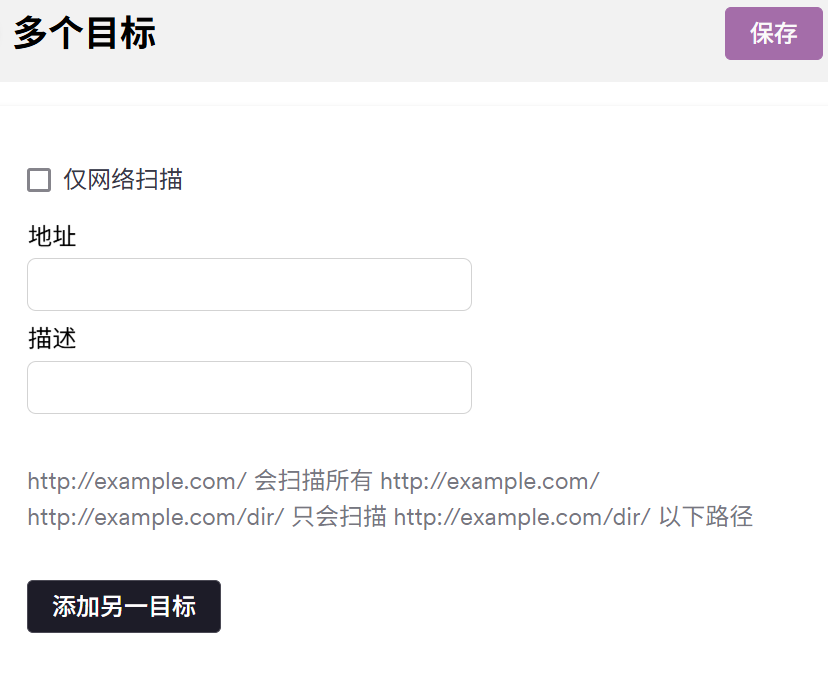 多个目标
保存
仅网络扫描
地址
描述
http://example.com/ 会扫描所有 http://example.com/
http://example.com/dir/ 只会扫描 http://example.com/dir/ 以下路径
添加另一目标